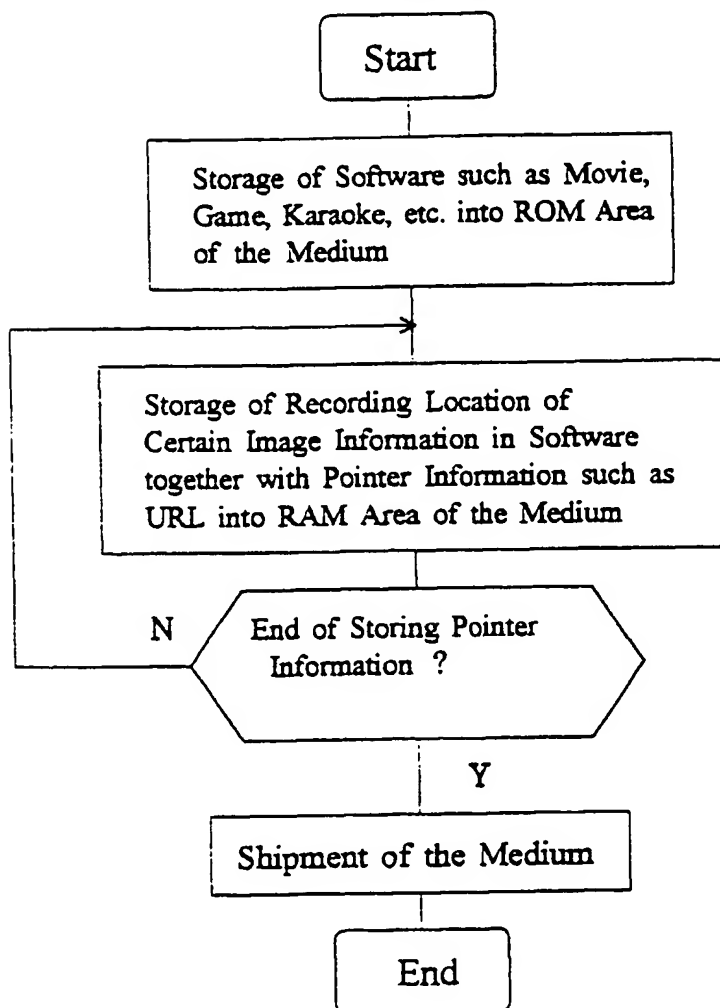 Start
Storage of Software such as Movie,
Game, Karaoke, etc. into ROM Area
of the Medium
Storage of Recording Location of
Certain Image Information in Software
together with Pointer Information such as
URL into RAM Area of the Medium
N
End of Storing Pointer
Information ?
Y
Shipment of the Medium
End